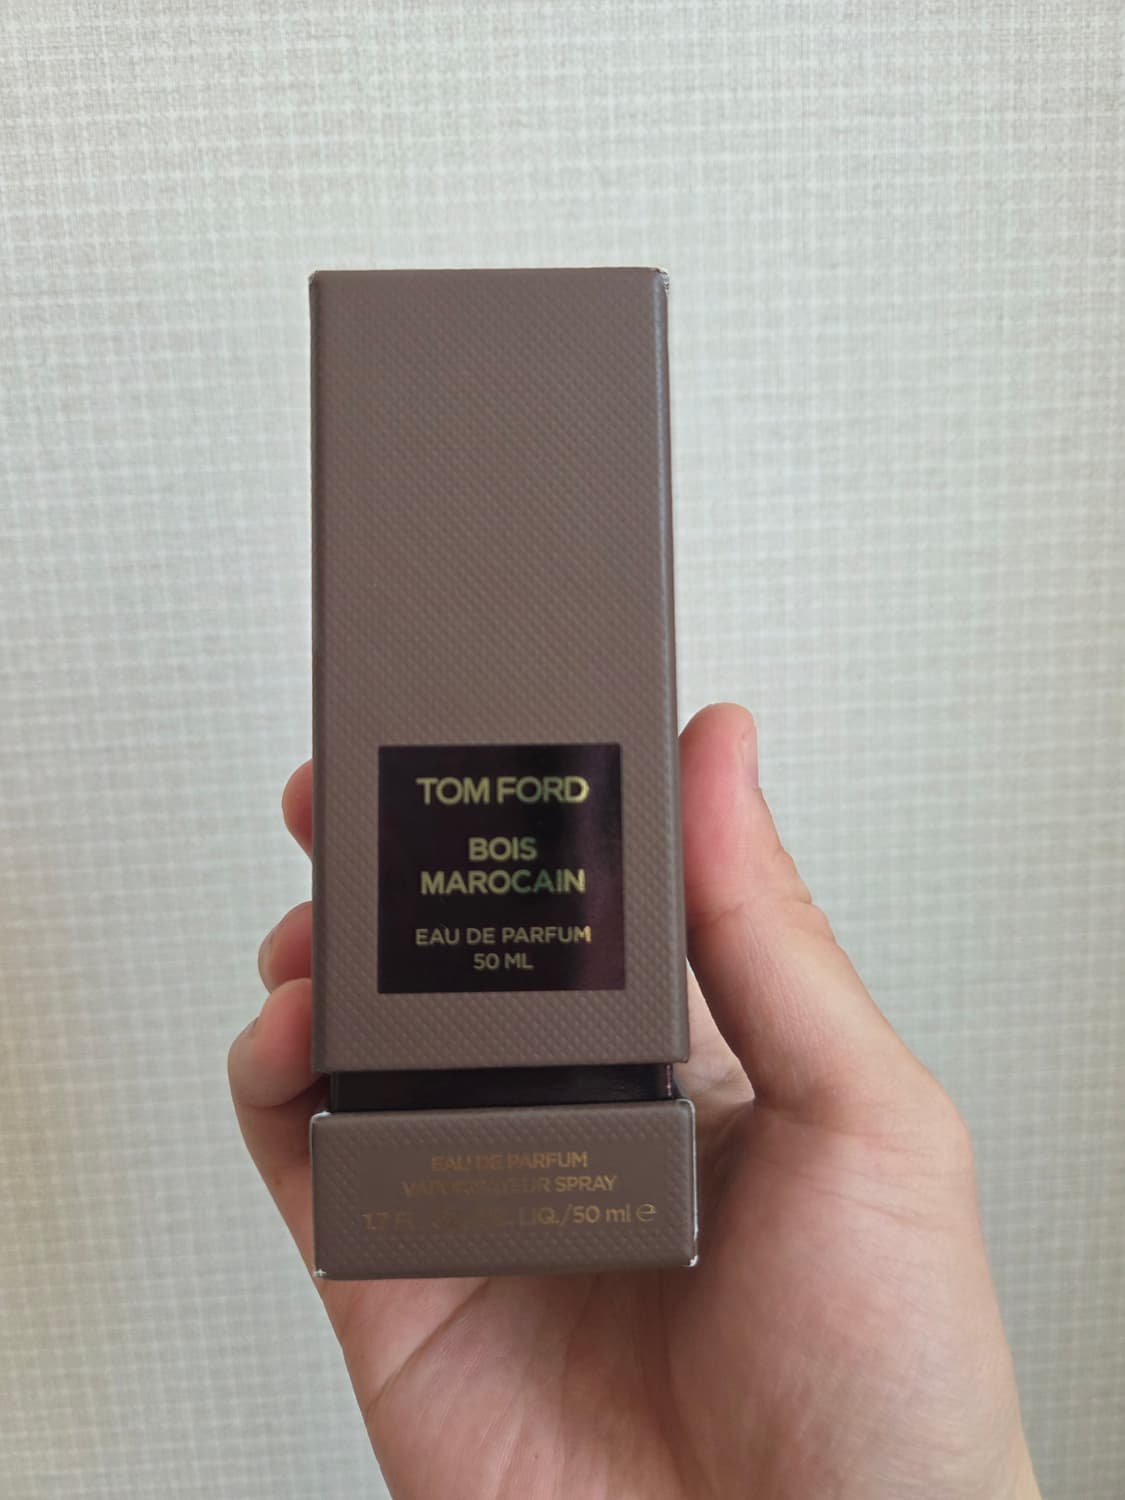 TOM FORD
BOIS
MAROCAIN
EAU DE PARFUM
50 ML
EAU DE PARFUM
VAPORISATEUR SPRAY
1.7 FL. LIQ./50 ml ℮